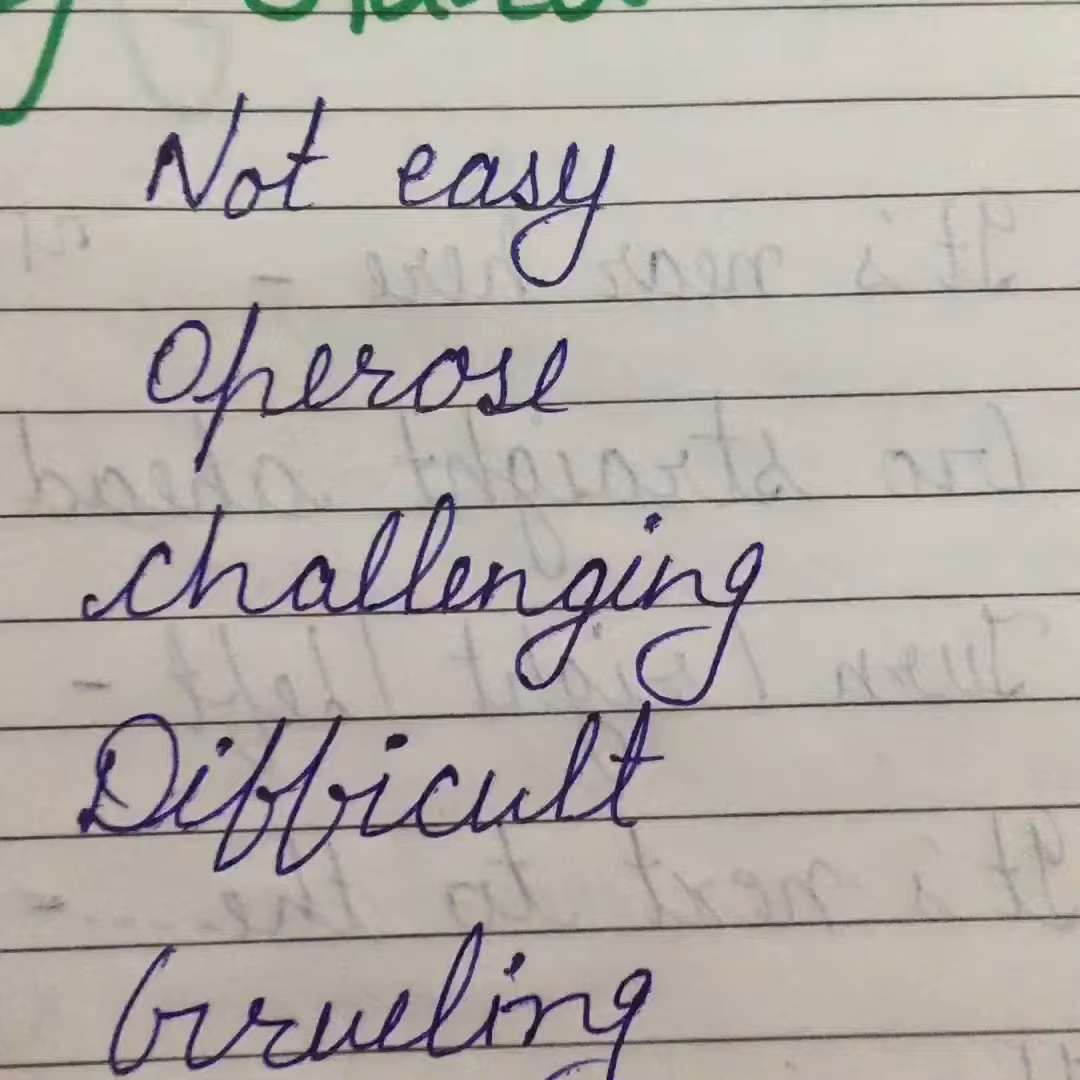 Not easy
Operose
challenging
Difficult
Grueling